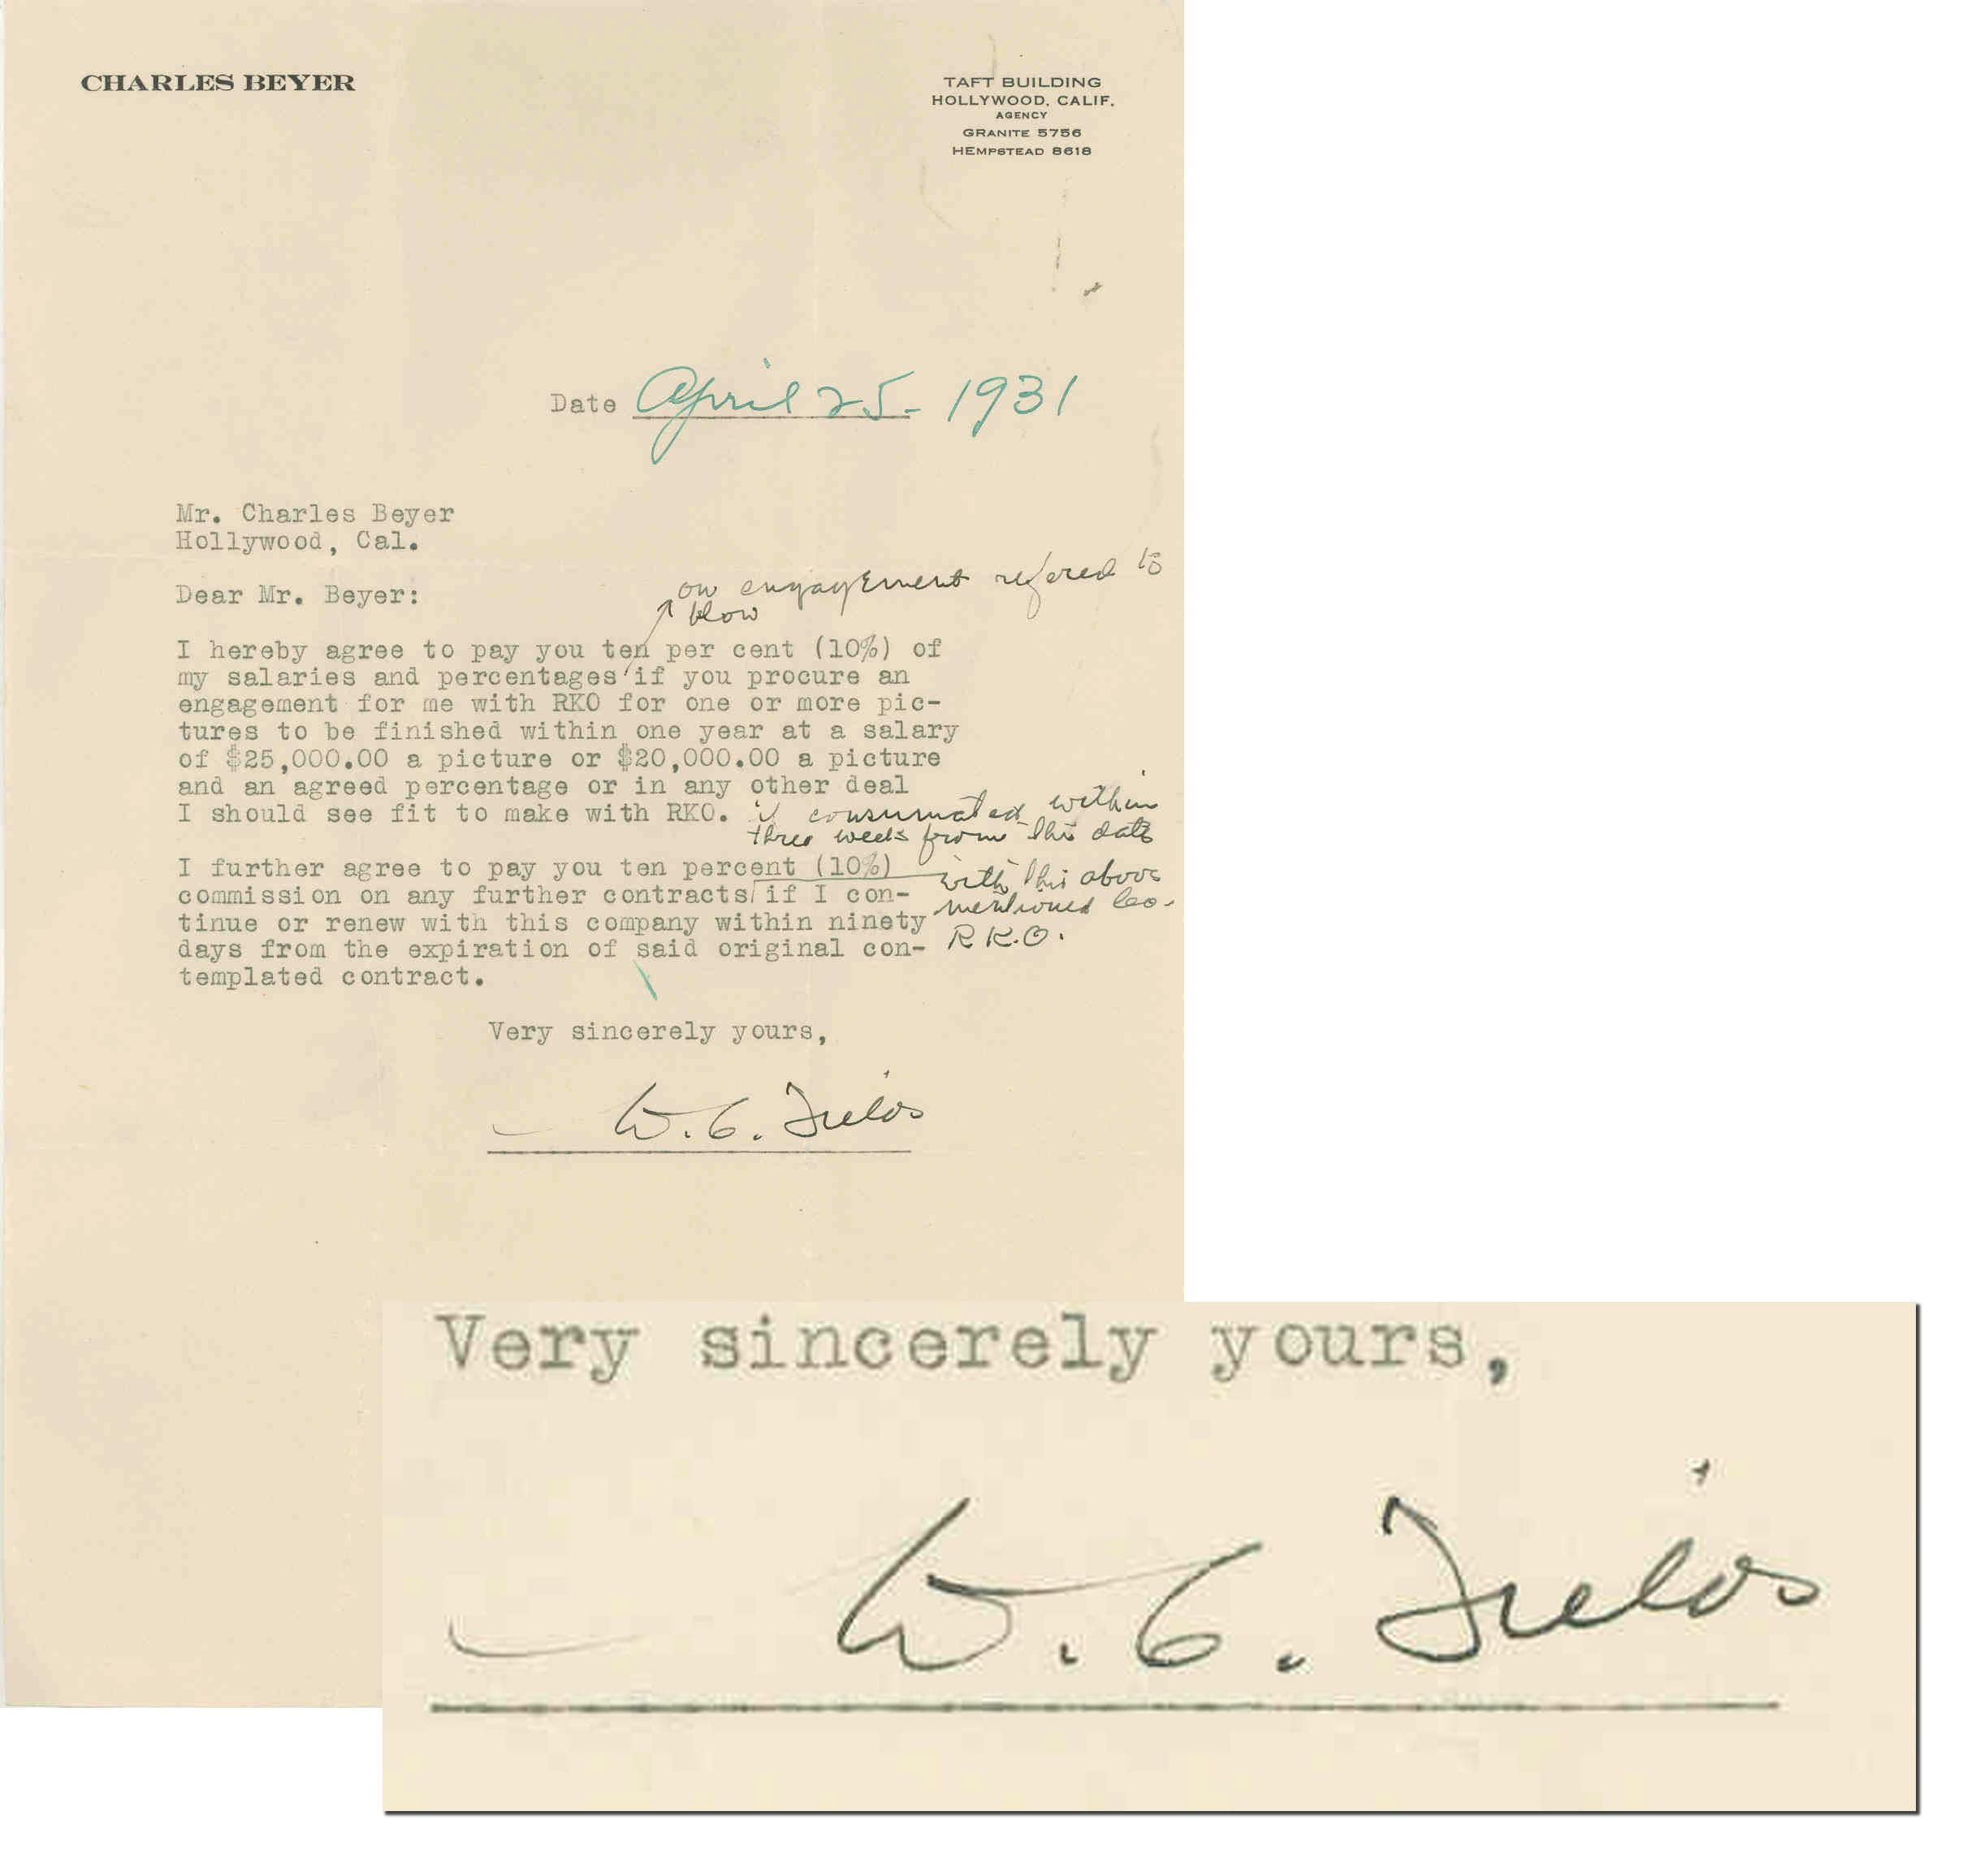 CHARLES BEYER
TAFT BUILDING
HOLLYWOOD, CALIF.
AGENCY
GRANITE 5756
HEMPSTEAD 8618
Date April 25- 1931
Mr. Charles Beyer
Hollywood, Cal.
Dear Mr. Beyer:
on engagement refered to
blow
I hereby agree to pay you ten per cent (10%) of
my salaries and percentages if you procure an
engagement for me with RKO for one or more pic-
tures to be finished within one year at a salary
of $25,000.00 a picture or $20,000.00 a picture
and an agreed percentage or in any other deal
I should see fit to make with RKO. if consumated within
three weeks from this date
I further agree to pay you ten percent (10%)
commission on any further contracts if I con-
tinue or renew with this company within ninety
days from the expiration of said original con-
templated contract.
with this above
mentioned Co.
R.K.O.
Very sincerely yours,
W. C. Fields
Very sincerely yours,
W. C. Fields